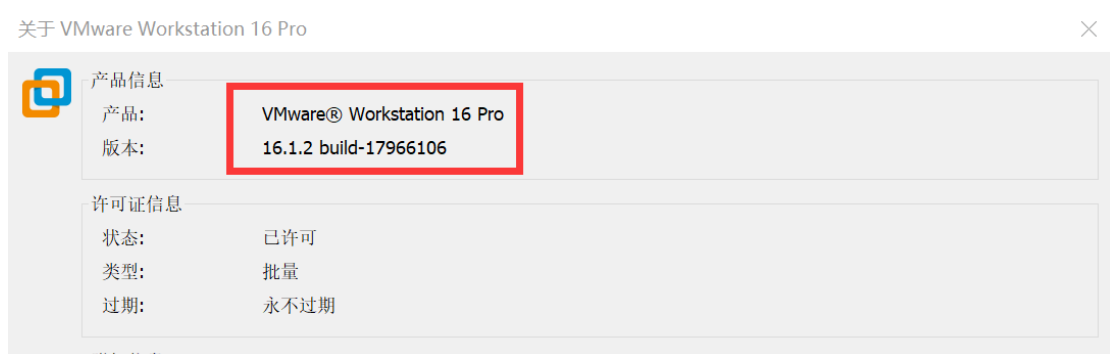 关于 VMware Workstation 16 Pro
产品信息
产品: VMware® Workstation 16 Pro
版本: 16.1.2 build-17966106
许可证信息
状态: 已许可
类型: 批量
过期: 永不过期